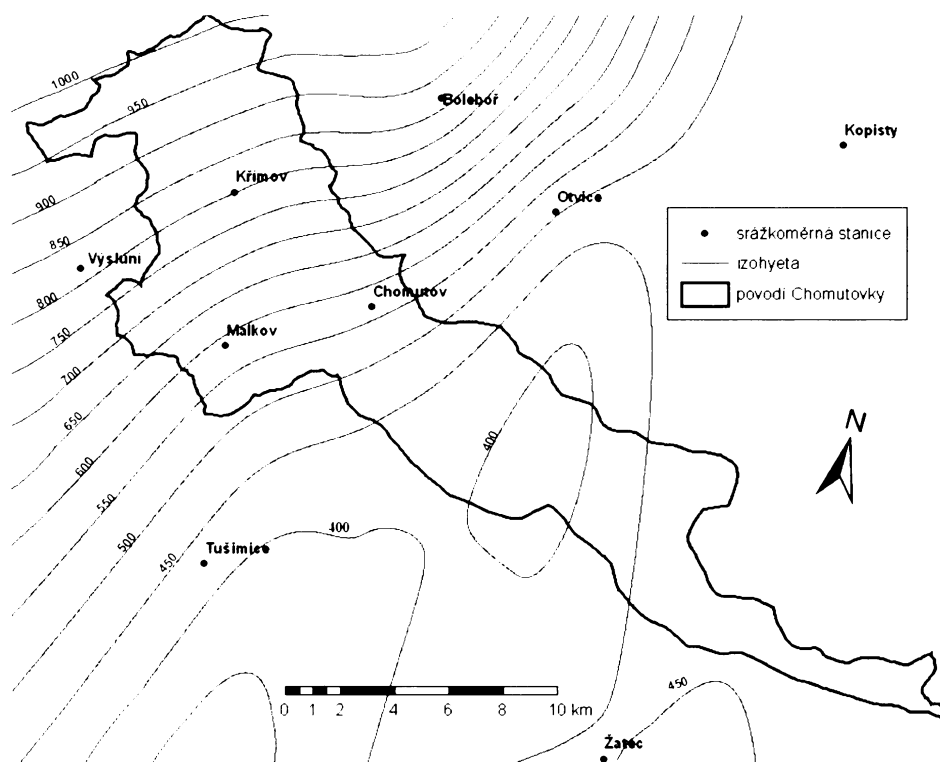 1000
950
Boleboř
Kopisty
Křimov
Otvice
900
srážkoměrná stanice
850
Výsluní
izohyeta
800
Chomutov
povodí Chomutovky
750
Málkov
700
650
N
400
600
550
500
400
Tušimice
450
450
0 1 2 4 6 8 10 km
Žatec